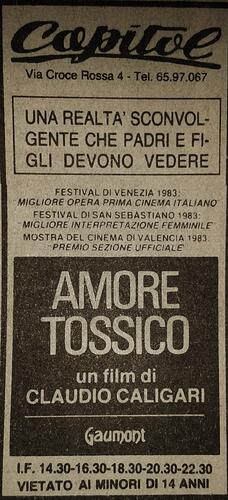 Capitol
Via Croce Rossa 4 - Tel. 65.97.067
UNA REALTA' SCONVOL-
GENTE CHE PADRI E FI-
GLI DEVONO VEDERE
FESTIVAL DI VENEZIA 1983:
MIGLIORE OPERA PRIMA CINEMA ITALIANO
FESTIVAL DI SAN SEBASTIANO 1983:
"MIGLIORE INTERPRETAZIONE FEMMINILE"
MOSTRA DEL CINEMA DI VALENCIA 1983:
"PREMIO SEZIONE UFFICIALE"
AMORE
TOSSICO
un film di
CLAUDIO CALIGARI
Gaumont
I.F. 14.30-16.30-18.30-20.30-22.30
VIETATO AI MINORI DI 14 ANNI